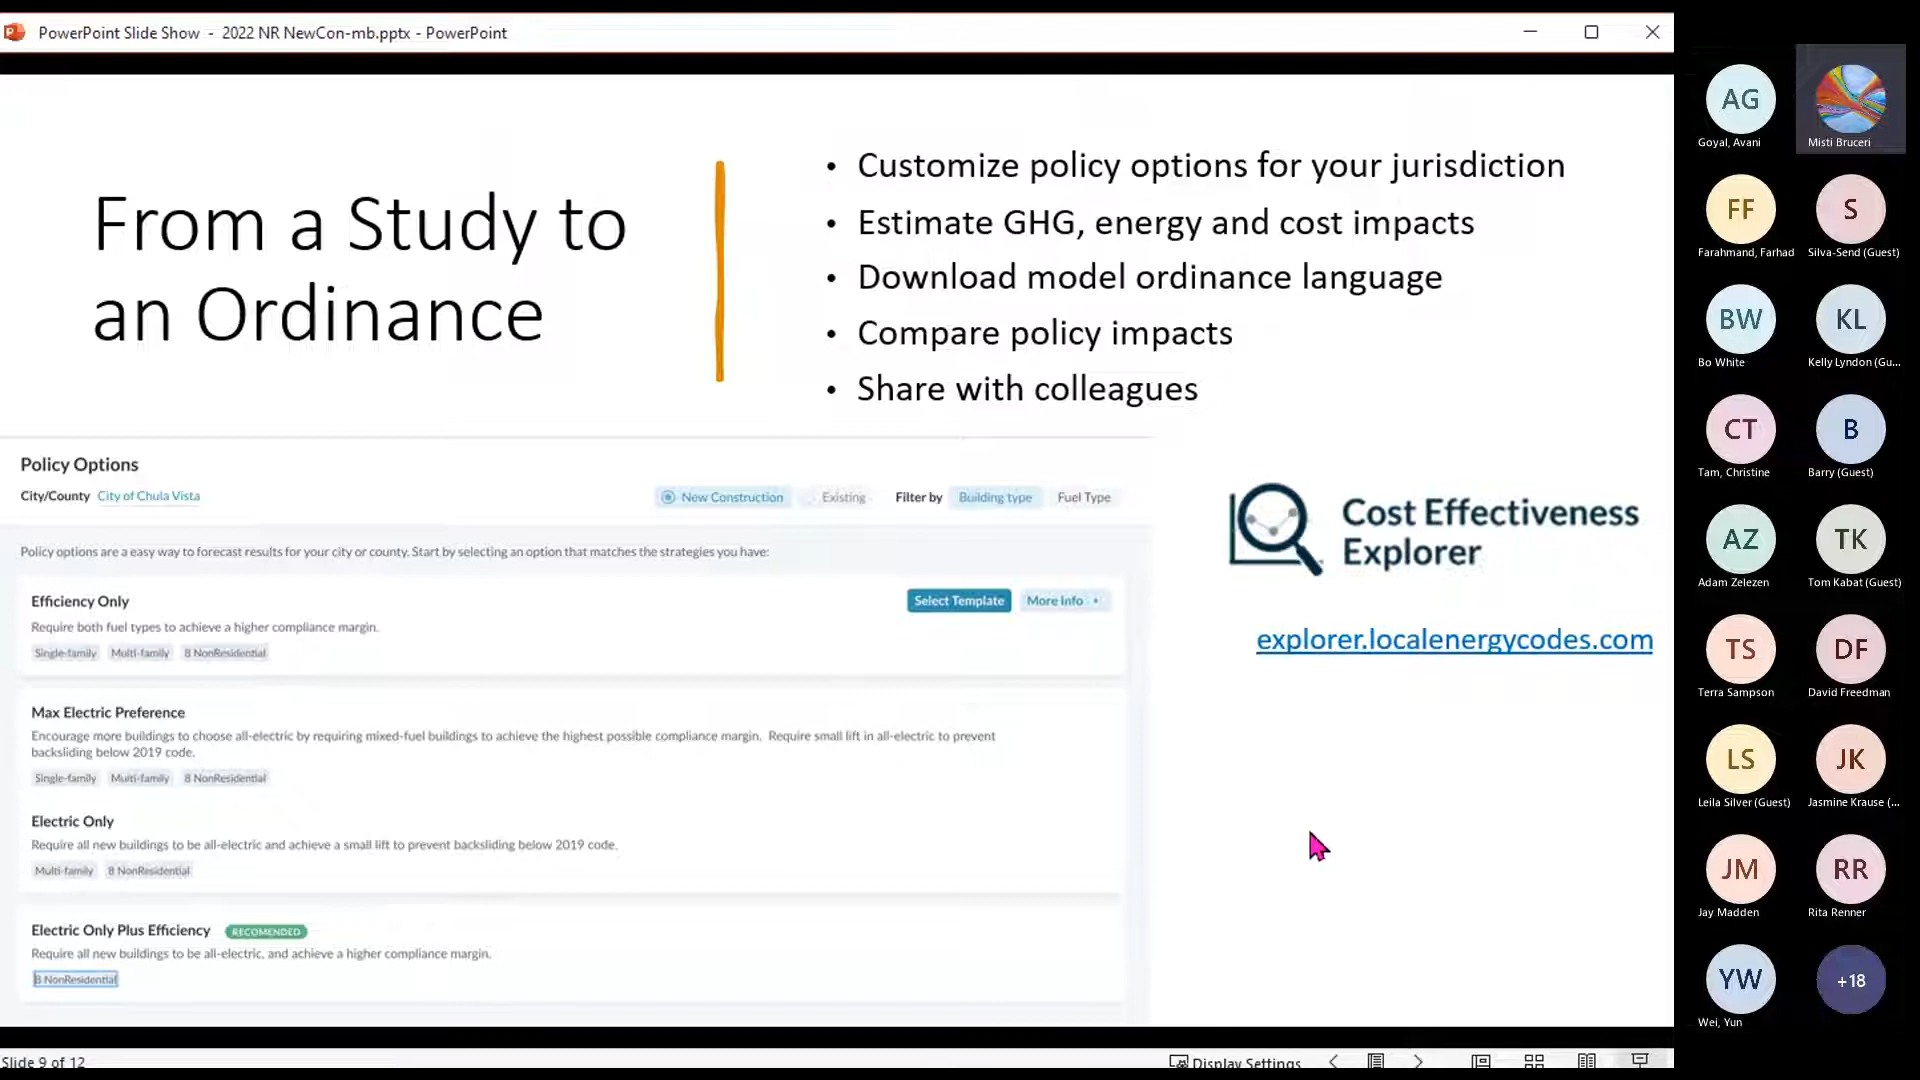 PowerPoint Slide Show - 2022 NR NewCon-mb.pptx - PowerPoint
From a Study to
an Ordinance
• Customize policy options for your jurisdiction
• Estimate GHG, energy and cost impacts
• Download model ordinance language
• Compare policy impacts
• Share with colleagues
Policy Options
City/County City of Chula Vista
New Construction Existing Filter by Building type Fuel Type
Policy options are a easy way to forecast results for your city or county. Start by selecting an option that matches the strategies you have:
Efficiency Only
Select Template More Info
Require both fuel types to achieve a higher compliance margin.
Single-family Multi-family 8 NonResidential
Max Electric Preference
Encourage more buildings to choose all-electric by requiring mixed-fuel buildings to achieve the highest possible compliance margin. Require small lift in all-electric to prevent
backsliding below 2019 code.
Single-family Multi-family 8 NonResidential
Electric Only
Require all new buildings to be all-electric and achieve a small lift to prevent backsliding below 2019 code.
Multi-family 8 NonResidential
Electric Only Plus Efficiency RECOMENDED
Require all new buildings to be all-electric, and achieve a higher compliance margin.
8 NonResidential
Cost Effectiveness
Explorer
explorer.localenergycodes.com
Slide 9 of 12
Display Settings
AG
Goyal, Avani
Misti Bruceri
FF
Farahmand, Farhad
S
Silva-Send (Guest)
BW
Bo White
KL
Kelly Lyndon (Gu...
CT
Tam, Christine
B
Barry (Guest)
AZ
Adam Zelezen
TK
Tom Kabat (Guest)
TS
Terra Sampson
DF
David Freedman
LS
Leila Silver (Guest)
JK
Jasmine Krause (...
JM
Jay Madden
RR
Rita Renner
YW
Wei, Yun
+18